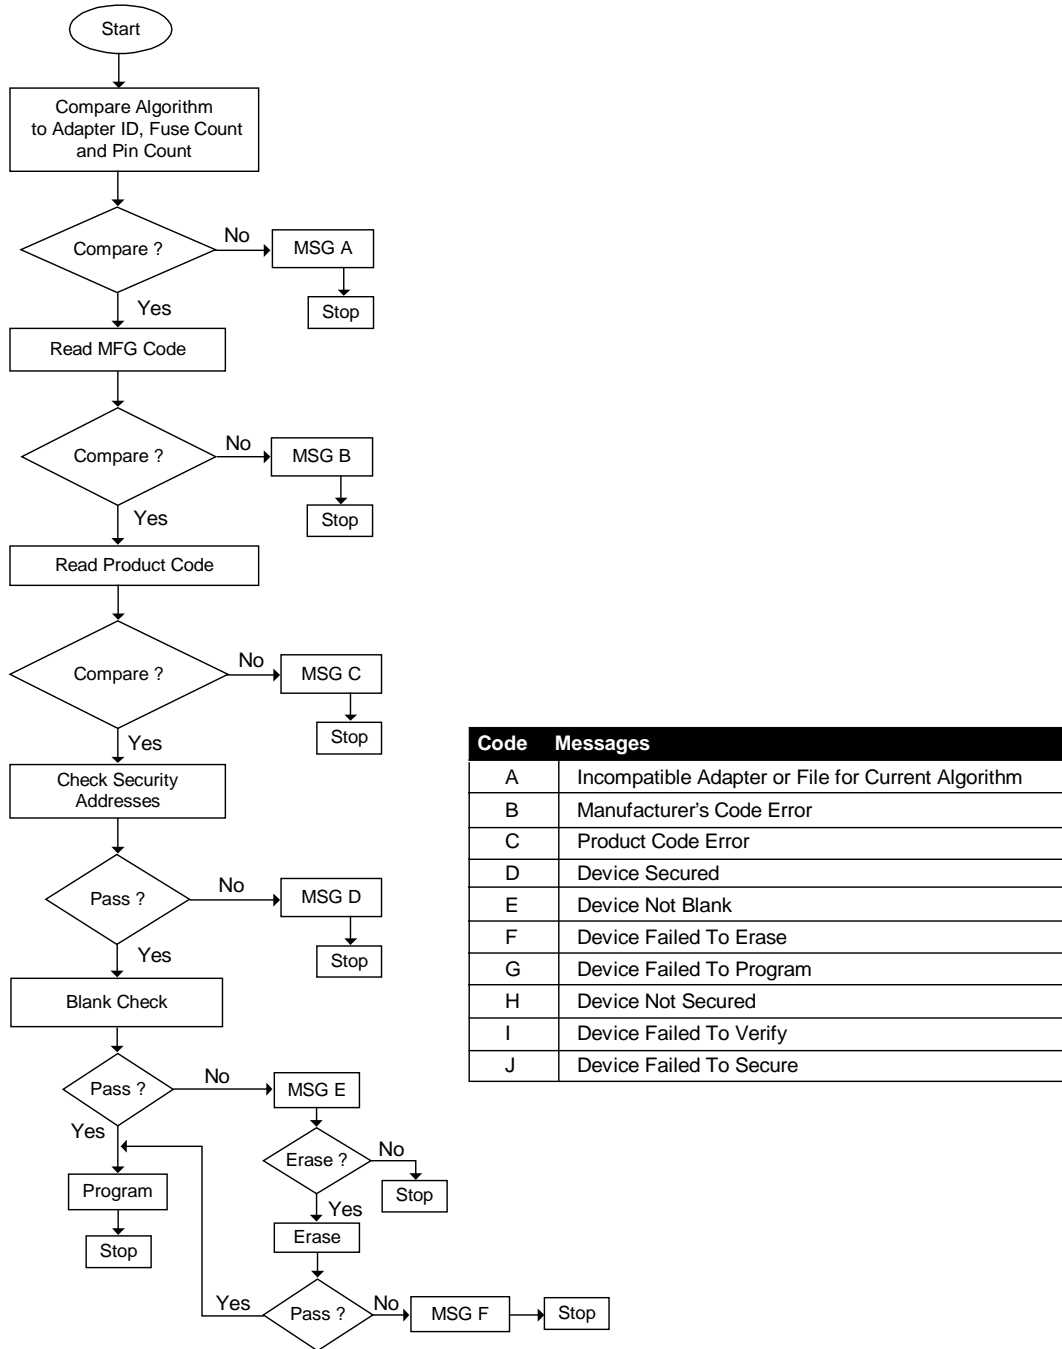 Start
Compare Algorithm
to Adapter ID, Fuse Count
and Pin Count
Compare ?
No
MSG A
Stop
Yes
Read MFG Code
Compare ?
No
MSG B
Stop
Yes
Read Product Code
Compare ?
No
MSG C
Stop
Yes
Check Security
Addresses
Pass ?
No
MSG D
Stop
Yes
Blank Check
Pass ?
No
MSG E
Yes
Erase ?
No
Stop
Program
Yes
Stop
Erase
Pass ?
Yes
No
MSG F
Stop
Code Messages
A Incompatible Adapter or File for Current Algorithm
B Manufacturer’s Code Error
C Product Code Error
D Device Secured
E Device Not Blank
F Device Failed To Erase
G Device Failed To Program
H Device Not Secured
I Device Failed To Verify
J Device Failed To Secure